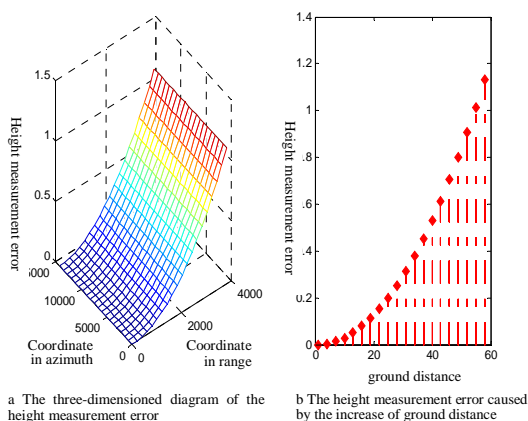 1.5
1
0.5
0
Height measurement error
5000
10000
0
0
2000
4000
Coordinate
in azimuth
Coordinate
in range
a The three-dimensioned diagram of the
height measurement error
1.4
1.2
1
.8
.6
.4
0.2
0
0
20
40
60
Height measurement error
ground distance
b The height measurement error caused
by the increase of ground distance